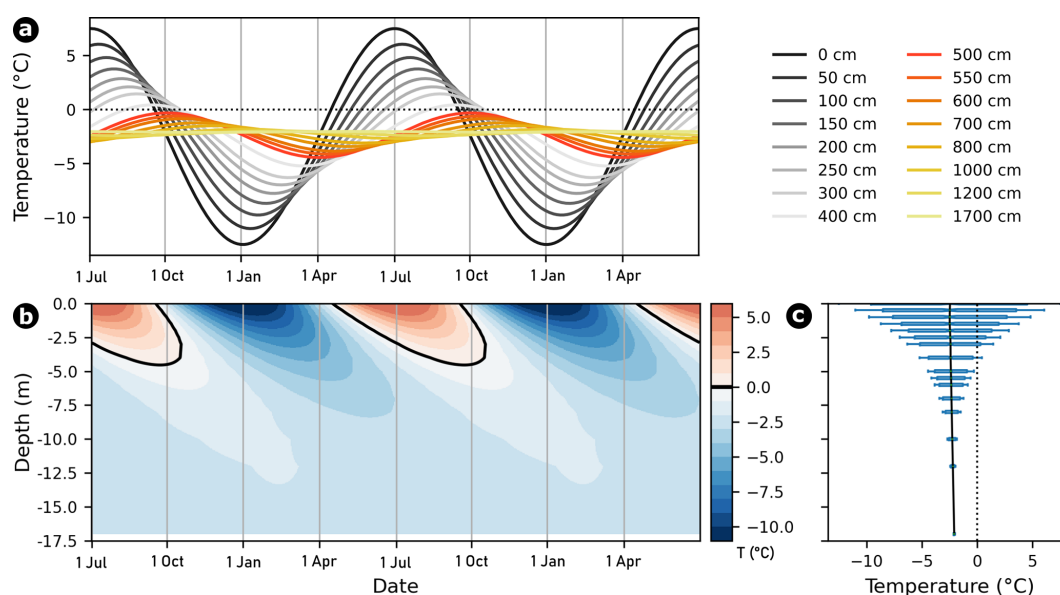 a
Temperature (°C)
5
0
−5
−10
1 Jul
1 Oct
1 Jan
1 Apr
1 Jul
1 Oct
1 Jan
1 Apr
0 cm
50 cm
100 cm
150 cm
200 cm
250 cm
300 cm
400 cm
500 cm
550 cm
600 cm
700 cm
800 cm
1000 cm
1200 cm
1700 cm
b
Depth (m)
0.0
-2.5
-5.0
-7.5
-10.0
-12.5
-15.0
-17.5
1 Jul
1 Oct
1 Jan
1 Apr
1 Jul
1 Oct
1 Jan
1 Apr
Date
5.0
2.5
0.0
−2.5
−5.0
−7.5
−10.0
T (°C)
c
−10
−5
0
5
Temperature (°C)